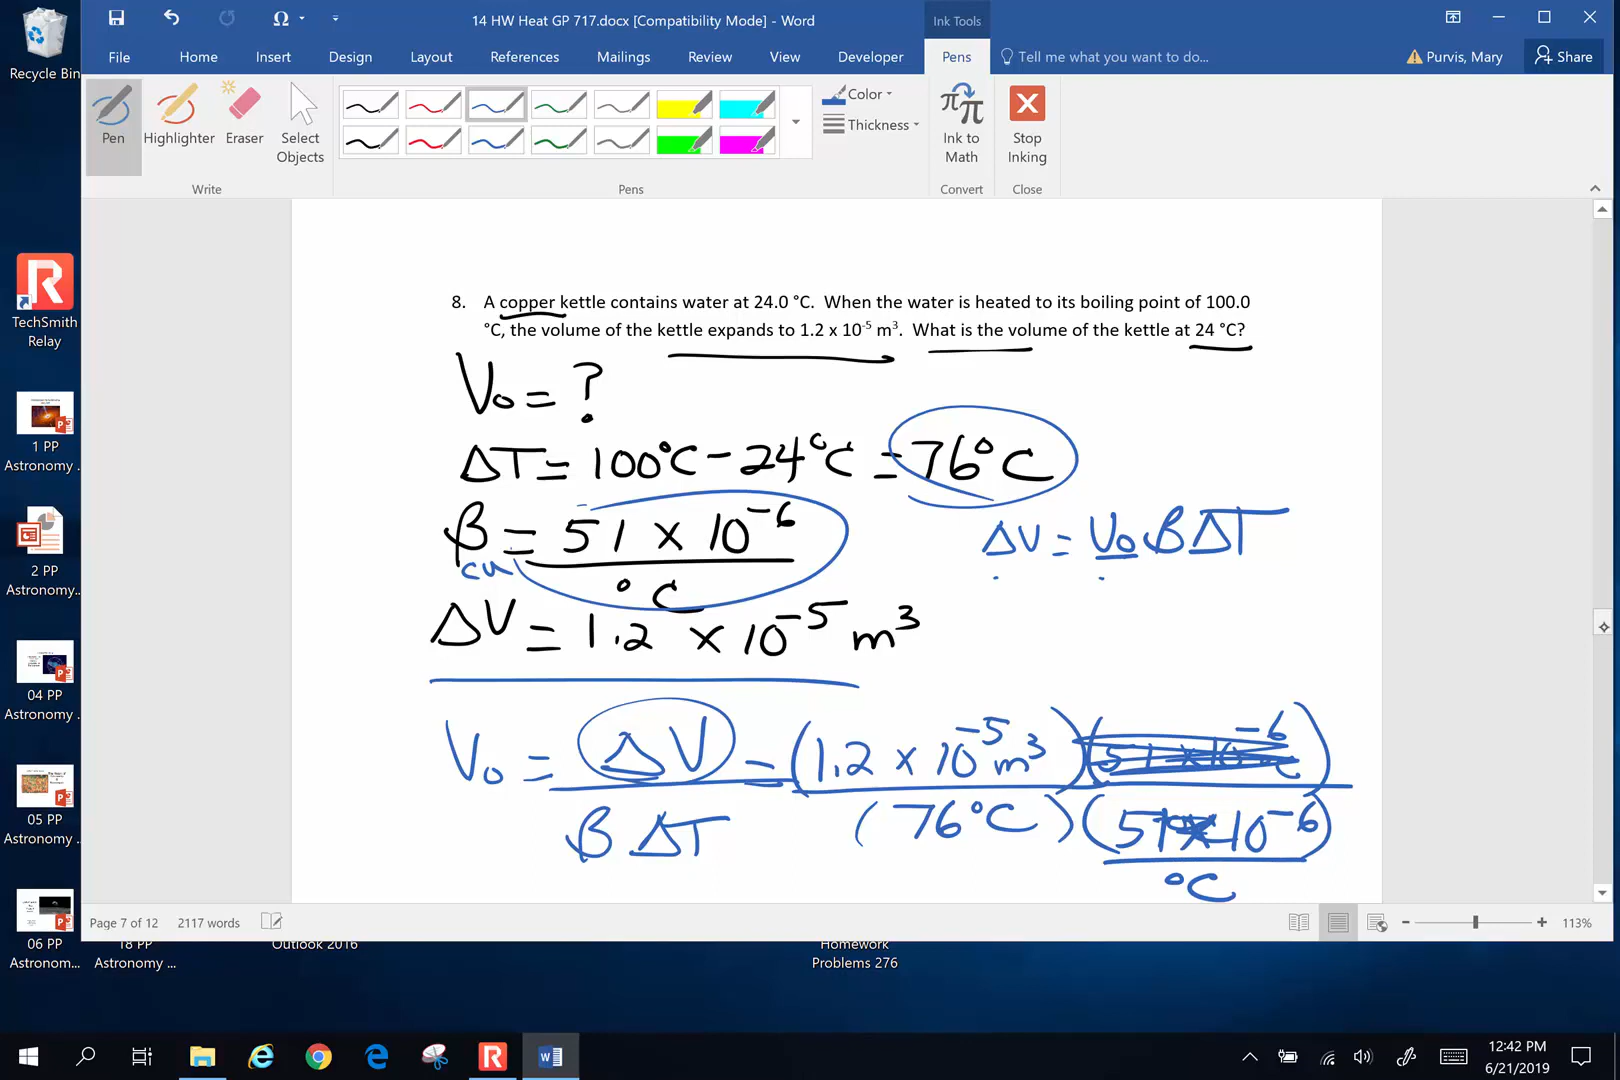 Recycle Bin
14 HW Heat GP 717.docx [Compatibility Mode] - Word
Ink Tools
File Home Insert Design Layout References Mailings Review View Developer Pens Tell me what you want to do... Purvis, Mary Share
Pen Highlighter Eraser Select Objects
Color
Thickness
Ink to Math
Stop Inking
Write Pens Convert Close
TechSmith Relay
1 PP Astronomy .
2 PP Astronomy..
04 PP Astronomy .
05 PP Astronomy .
06 PP Astronom...
18 PP Astronomy ...
8. A copper kettle contains water at 24.0 °C. When the water is heated to its boiling point of 100.0
°C, the volume of the kettle expands to 1.2 x 10⁻⁵ m³. What is the volume of the kettle at 24 °C?
V₀ = ?
ΔT = 100°C - 24°C = 76°C
β = 51 x 10⁻⁶
cu
°C
ΔV = V₀ β ΔT
ΔV = 1.2 x 10⁻⁵ m³
V₀ = ΔV = (1.2 x 10⁻⁵ m³) (51 x 10⁻⁶)
β ΔT (76°C) (51 x 10⁻⁶)
°C
Page 7 of 12 2117 words 113%
Outlook 2016
Homework Problems 276
12:42 PM
6/21/2019